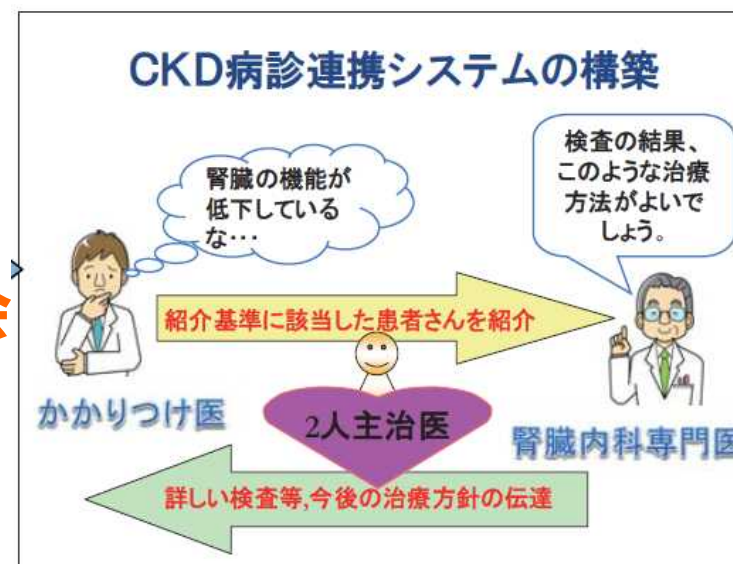 CKD病診連携システムの構築
腎臓の機能が
低下している
な・・・
検査の結果、
このような治療
方法がよいで
しょう。
紹介基準に該当した患者さんを紹介
かかりつけ医
2人主治医
腎臓内科専門医
詳しい検査等,今後の治療方針の伝達